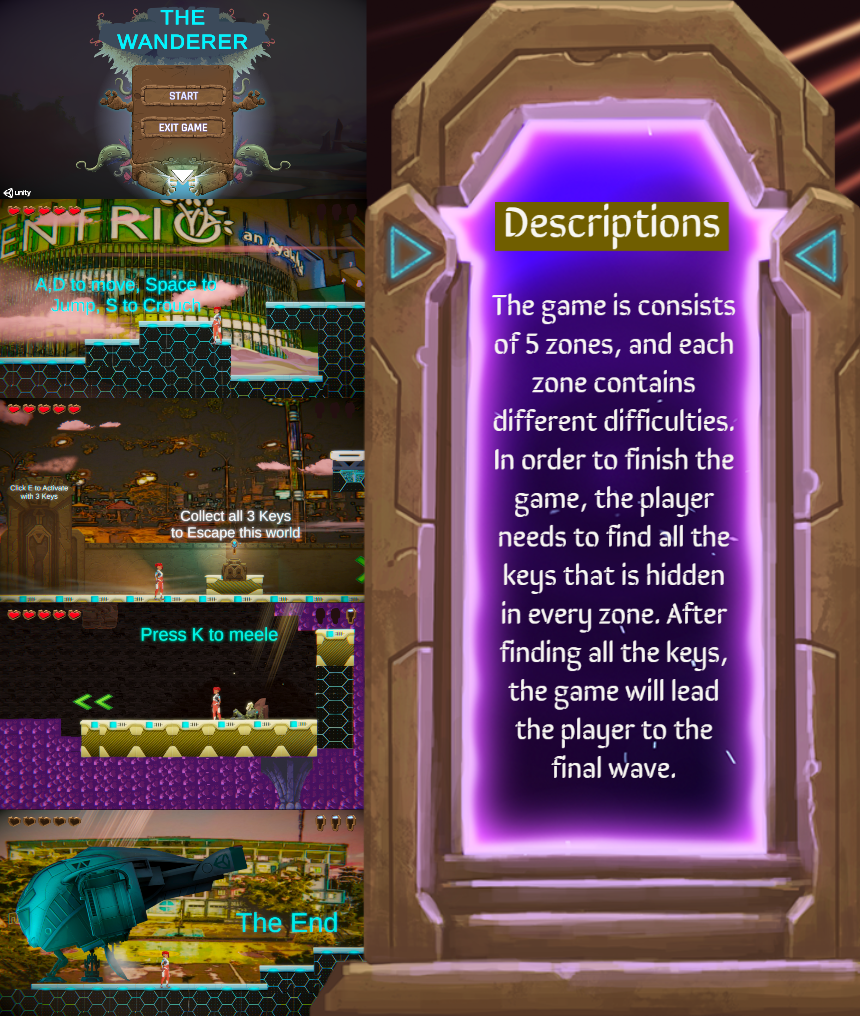 THE
WANDERER
START
EXIT GAME
unity
ENTRI
an Ayala
A,D to move, Space to
Jump, S to Crouch
Click E to Activate
with 3 Keys
Collect all 3 Keys
to Escape this world
Press K to meele
The End
Descriptions
The game is consists
of 5 zones, and each
zone contains
different difficulties.
In order to finish the
game, the player
needs to find all the
keys that is hidden
in every zone. After
finding all the keys,
the game will lead
the player to the
final wave.